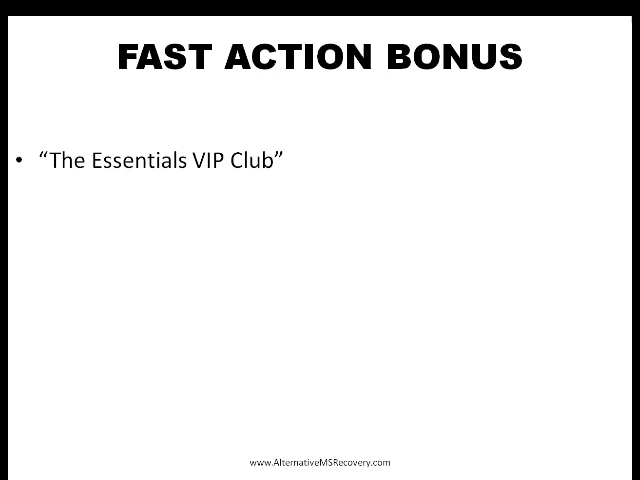 FAST ACTION BONUS
• “The Essentials VIP Club”
www.AlternativeMSRecovery.com